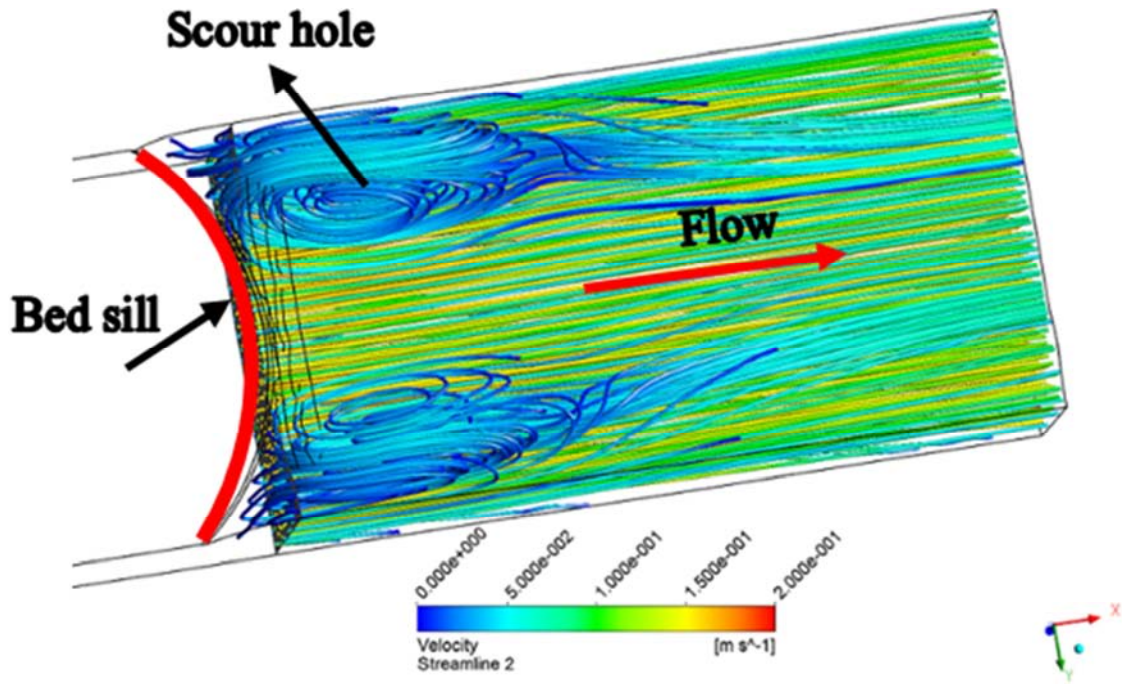 Scour hole
Flow
Bed sill
0.000e+000
5.000e-002
1.000e-001
1.500e-001
2.000e-001
Velocity
[m s^-1]
Streamline 2
X
Y